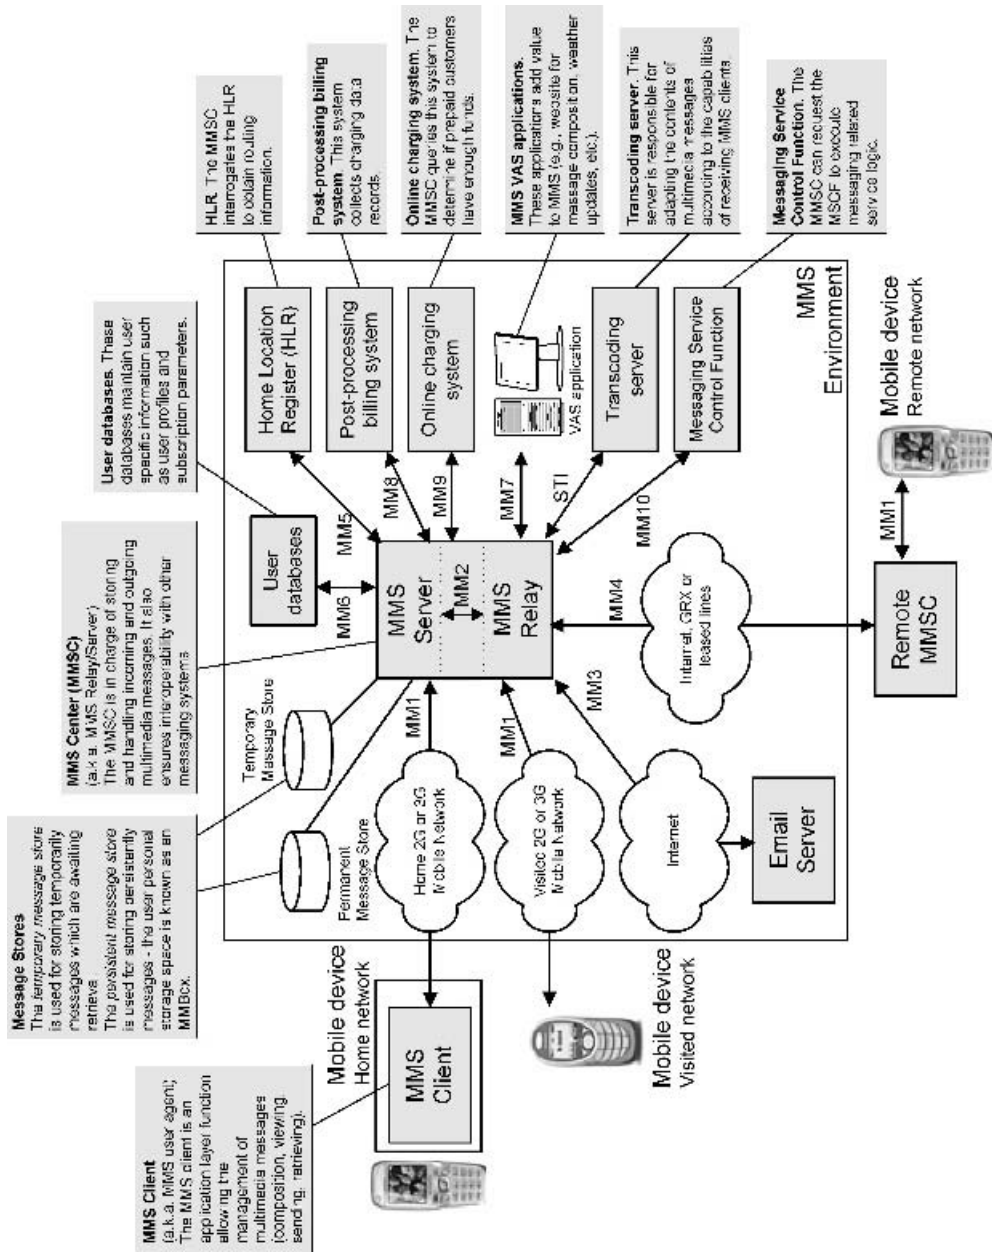 MMS Client
(a.k.a. MMS user agent)
The MMS client is an
application layer function
allowing the
management of
multimedia messages
(composition, viewing,
sending, retrieving).
Message Stores
The temporary message store
is used for storing temporarily
messages which are awaiting
retrieva
The persistent message store
is used for storing persistently
messages - the user personal
storage space is known as an
MMBox.
MMS Center (MMSC)
(a.k.a. MMS Relay/Server)
The MMSC is in charge of storing
and handling incoming and outgoing
multimedia messages. It also
ensures interoperability with other
messaging systems
User databases. These
databases maintain user
specific information such
as user profiles and
subscription parameters.
HLR. The MMSC
interrogates the HLR
to obtain routing
information.
Post-processing billing
system. This system
collects charging data
records.
Online charging system. The
MMSC queries this system to
determine if prepaid customers
have enough funds.
MMS VAS applications.
These applications add value
to MMS (e.g., website for
message composition, weather
updates, etc.).
Transcoding server. This
server is responsible for
adapting the contents of
multimedia messages
according to the capabilities
of receiving MMS clients.
Messaging Service
Control Function. The
MMSC can request the
MSCF to execute
messaging related
service logic.
Home Location
Register (HLR)
Post-processing
billing system
Online charging
system
VAS application
Transcoding
server
Messaging Service
Control Function
MMS
Environment
User
databases
MM6
MM5
MM8
MM9
MM7
STI
MM10
MMS
Server
MM2
MMS
Relay
Temporary
Message Store
Permanent
Message Store
MM1
MM1
MM3
MM4
Home 2G or 3G
Mobile Network
Visited 2G or 3G
Mobile Network
Internet
Internet, GRX or
leased lines
Email
Server
Remote
MMSC
MM1
Mobile device
Remote network
Mobile device
Home network
MMS
Client
Mobile device
Visited network